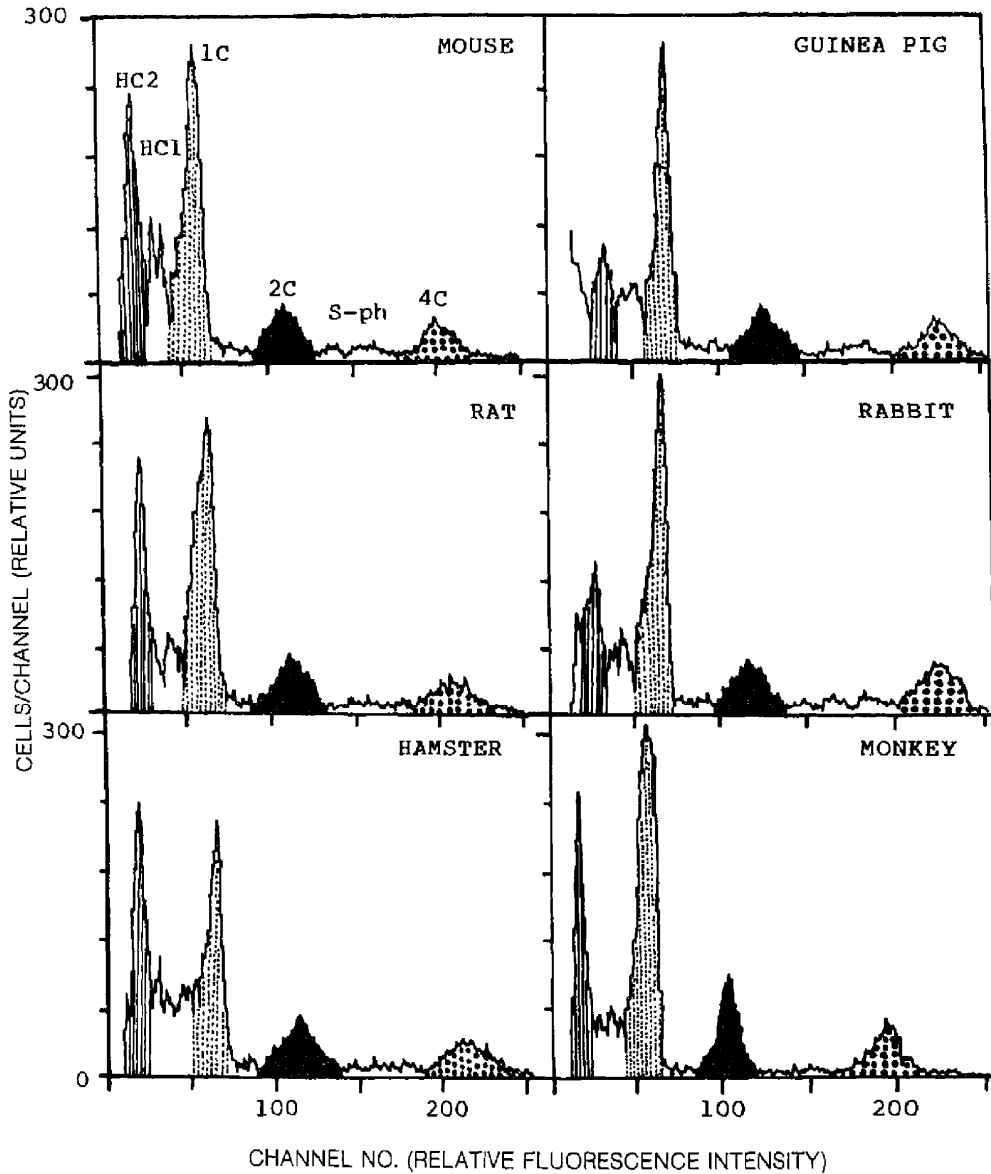 300
MOUSE
GUINEA PIG
HC2
1C
HC1
2C
S-ph
4C
300
RAT
RABBIT
300
HAMSTER
MONKEY
0
100
200
100
200
CELLS/CHANNEL (RELATIVE UNITS)
CHANNEL NO. (RELATIVE FLUORESCENCE INTENSITY)